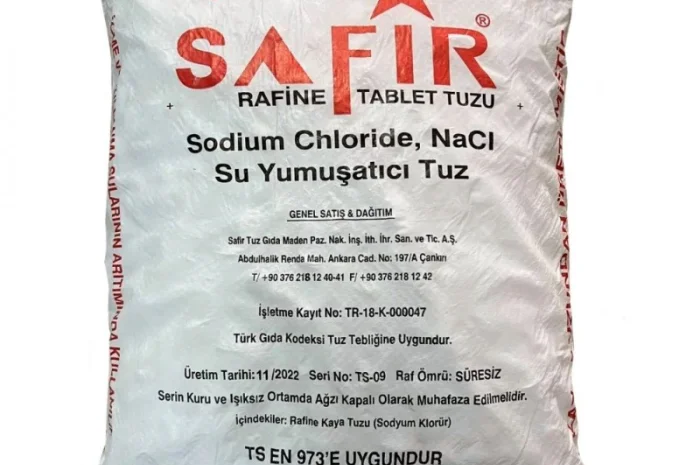 SAFİR
RAFİNE TABLET TUZU
Sodium Chloride, NaCl
Su Yumuşatıcı Tuz
GENEL SATIŞ & DAĞITIM
Safir Tuz Gıda Maden Paz. Nak. İnş. İth. İhr. San. ve Tic. A.Ş.
Abdulhalik Renda Mah. Ankara Cad. No: 197/A Çankırı
T/ +90 376 218 12 40-41 F/ +90 376 218 12 42
İşletme Kayıt No: TR-18-K-000047
Türk Gıda Kodeksi Tuz Tebliğine Uygundur.
Üretim Tarihi: 11/2022 Seri No: TS-09 Raf Ömrü: SÜRESİZ
Serin Kuru ve Işıksız Ortamda Ağzı Kapalı Olarak Muhafaza Edilmelidir.
İçindekiler: Rafine Kaya Tuzu (Sodyum Klorür)
TS EN 973'E UYGUNDUR
SULARININ ARITIMINDA